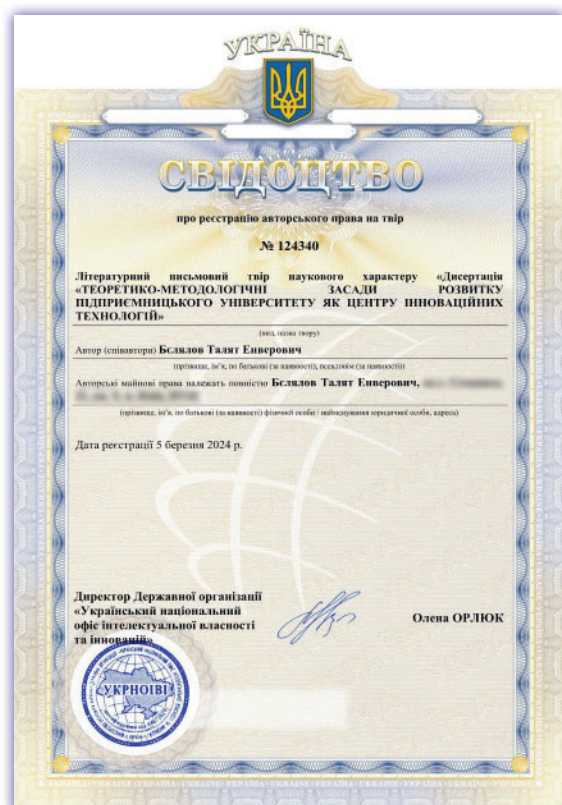 УКРАЇНА
СВІДОЦТВО
про реєстрацію авторського права на твір
№ 124340
Літературний письмовий твір наукового характеру «Дисертація
«ТЕОРЕТИКО-МЕТОДОЛОГІЧНІ ЗАСАДИ РОЗВИТКУ
ПІДПРИЄМНИЦЬКОГО УНІВЕРСИТЕТУ ЯК ЦЕНТРУ ІННОВАЦІЙНИХ
ТЕХНОЛОГІЙ»
(вид, назва твору)
Автор (співавтори) Бєлялов Талят Енверович
(прізвище, ім'я, по батькові (за наявності), псевдонім (за наявності))
Авторські майнові права належать повністю Бєлялов Талят Енверович,
(прізвище, ім'я, по батькові (за наявності) фізичної особи / найменування юридичної особи, адреса)
Дата реєстрації 5 березня 2024 р.
Директор Державної організації
«Український національний
офіс інтелектуальної власності
та інновацій»
Олена ОРЛЮК
УКРНОІВІ